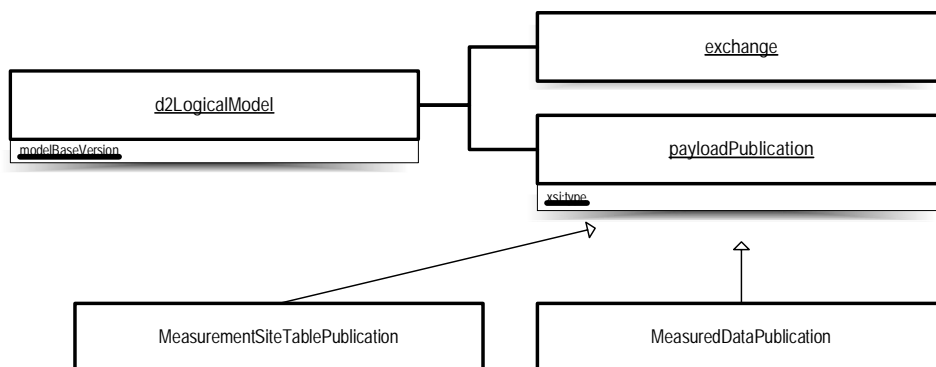 exchange
d2LogicalModel
modelBaseVersion
payloadPublication
xsi:type
MeasurementSiteTablePublication
MeasuredDataPublication